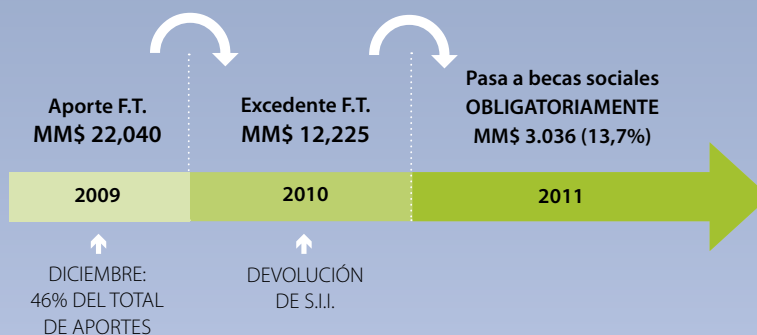 Aporte F.T.
MM$ 22,040
Excedente F.T.
MM$ 12,225
Pasa a becas sociales
OBLIGATORIAMENTE
MM$ 3.036 (13,7%)
2009
2010
2011
DICIEMBRE:
46% DEL TOTAL
DE APORTES
DEVOLUCIÓN
DE S.I.I.